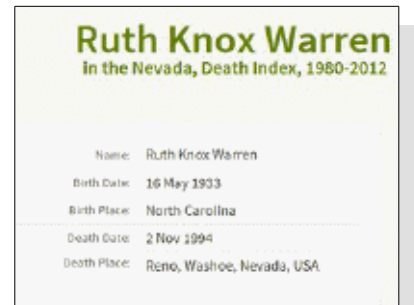 Ruth Knox Warren
in the Nevada, Death Index, 1980-2012
Name: Ruth Knox Warren
Birth Date: 16 May 1933
Birth Place: North Carolina
Death Date: 2 Nov 1994
Death Place: Reno, Washoe, Nevada, USA